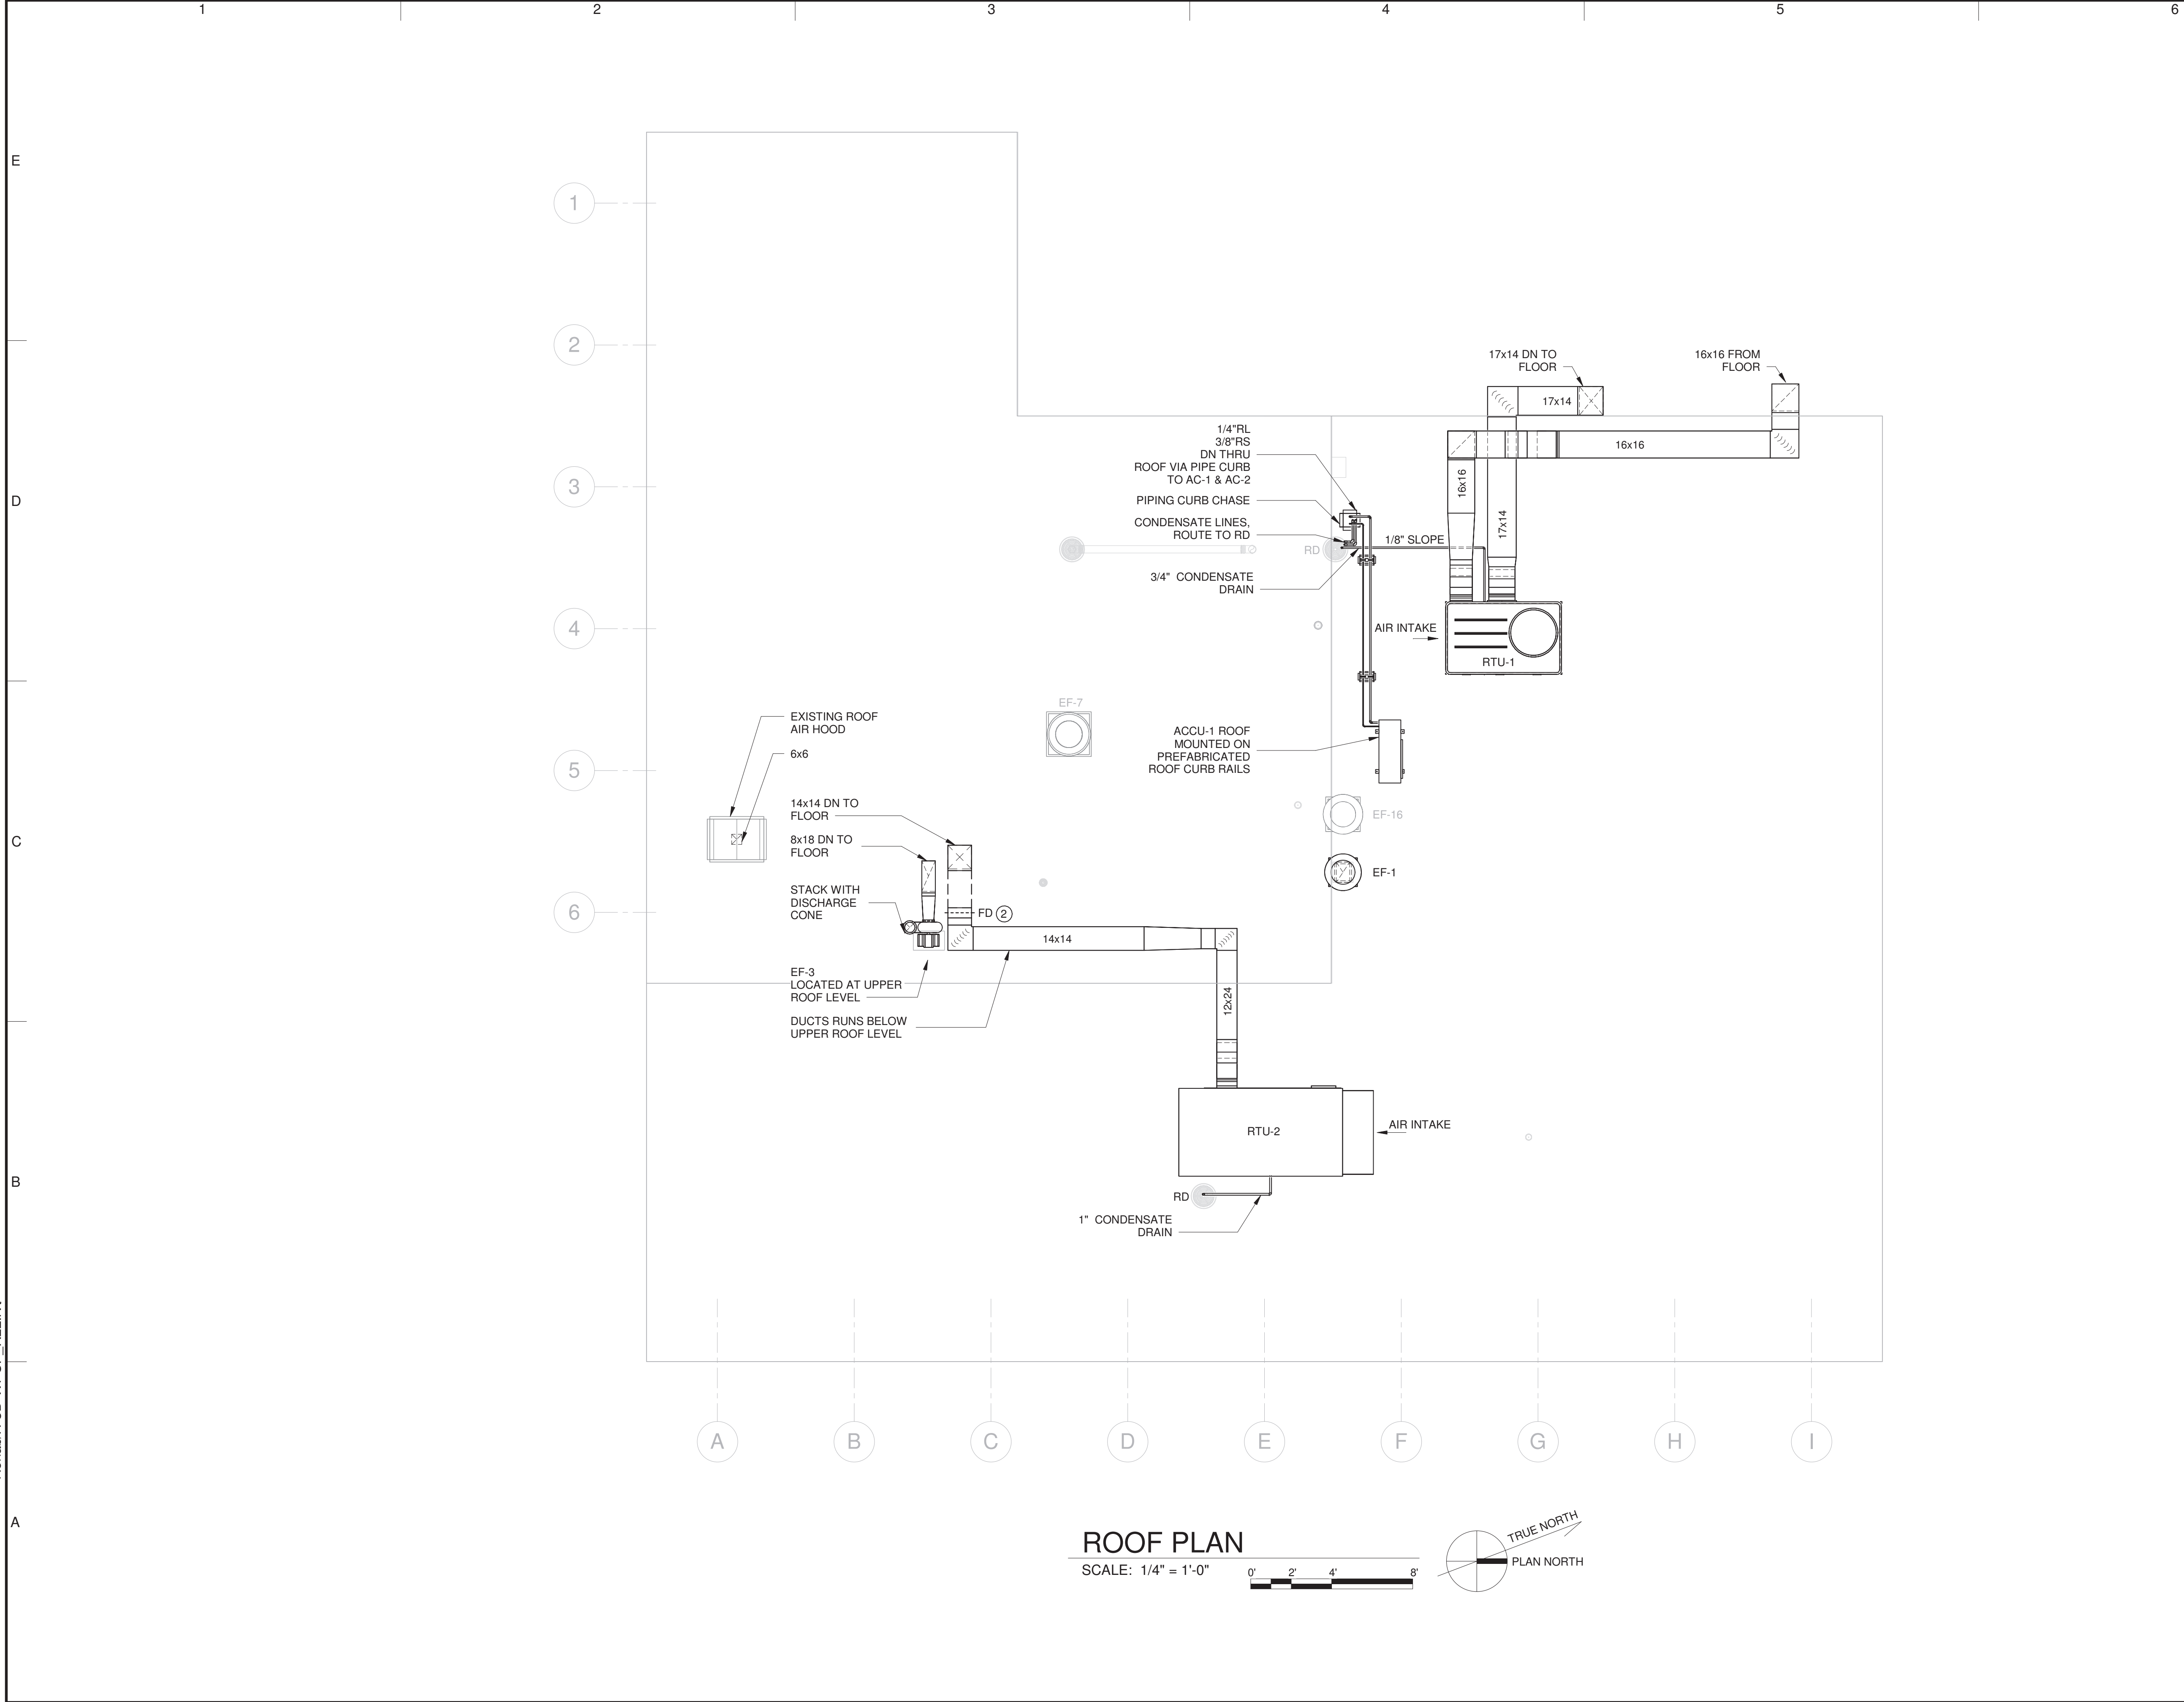 1 2 3 4 5 6
E
D
C
B
A
1
2
3
4
5
6
17x14 DN TO
FLOOR
16x16 FROM
FLOOR
17x14
16x16
16x16
17x14
1/4"RL
3/8"RS
DN THRU
ROOF VIA PIPE CURB
TO AC-1 & AC-2
PIPING CURB CHASE
CONDENSATE LINES,
ROUTE TO RD
RD
1/8" SLOPE
3/4" CONDENSATE
DRAIN
AIR INTAKE
RTU-1
EF-7
ACCU-1 ROOF
MOUNTED ON
PREFABRICATED
ROOF CURB RAILS
EXISTING ROOF
AIR HOOD
6x6
14x14 DN TO
FLOOR
8x18 DN TO
FLOOR
EF-16
EF-1
STACK WITH
DISCHARGE
CONE
FD 2
14x14
EF-3
LOCATED AT UPPER
ROOF LEVEL
DUCTS RUNS BELOW
UPPER ROOF LEVEL
12x24
RTU-2
AIR INTAKE
RD
1" CONDENSATE
DRAIN
A B C D E F G H I
ROOF PLAN
SCALE: 1/4" = 1'-0"
0' 2' 4' 8'
TRUE NORTH
PLAN NORTH